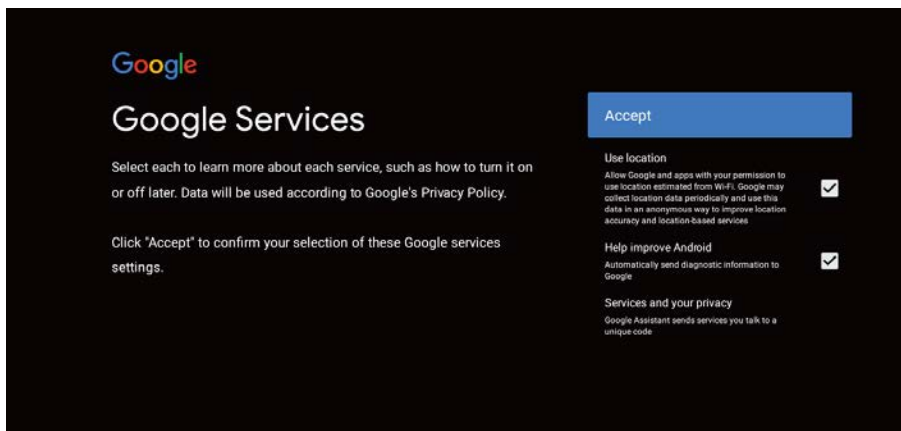 Google
Google Services
Select each to learn more about each service, such as how to turn it on
or off later. Data will be used according to Google's Privacy Policy.
Click "Accept" to confirm your selection of these Google services
settings.
Accept
Use location
Allow Google and apps with your permission to
use location estimated from Wi-Fi. Google may
collect location data periodically and use this
data in an anonymous way to improve location
accuracy and location-based services
Help improve Android
Automatically send diagnostic information to
Google
Services and your privacy
Google Assistant sends services you talk to a
unique code